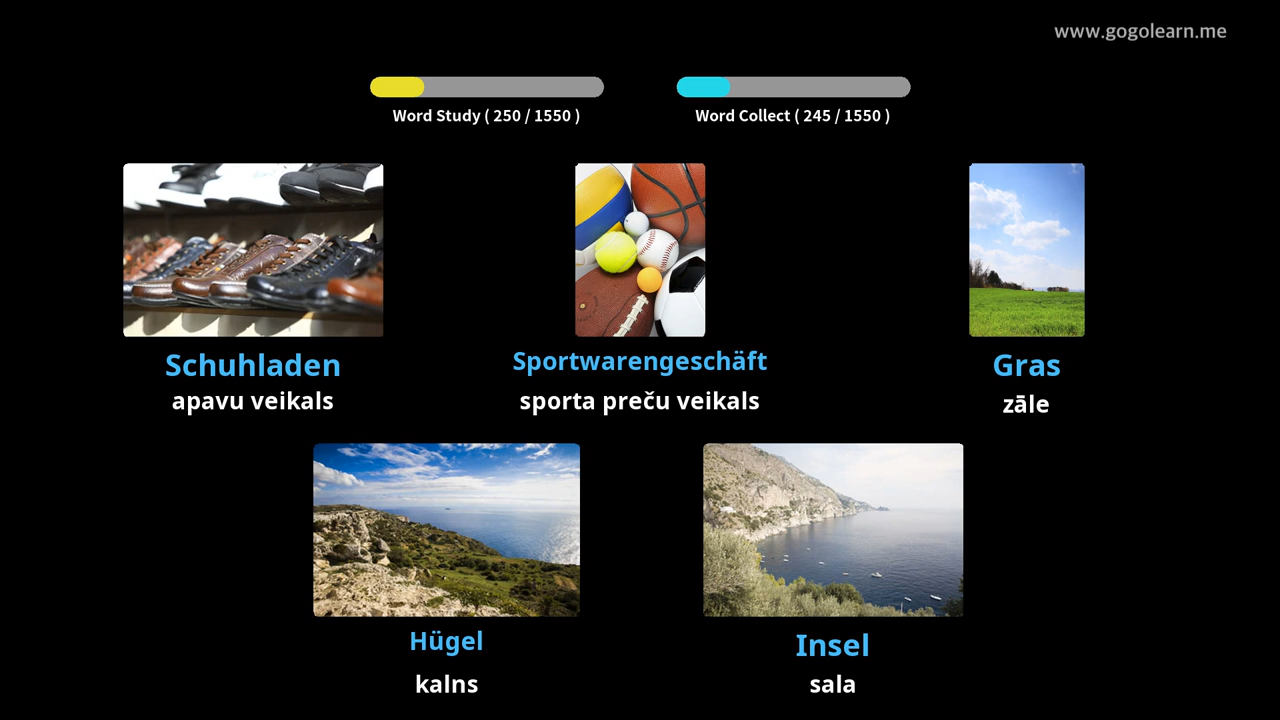 www.gogolearn.me
Word Study ( 250 / 1550 )
Word Collect ( 245 / 1550 )
Schuhladen
apavu veikals
Sportwarengeschäft
sporta preču veikals
Gras
zāle
Hügel
kalns
Insel
sala